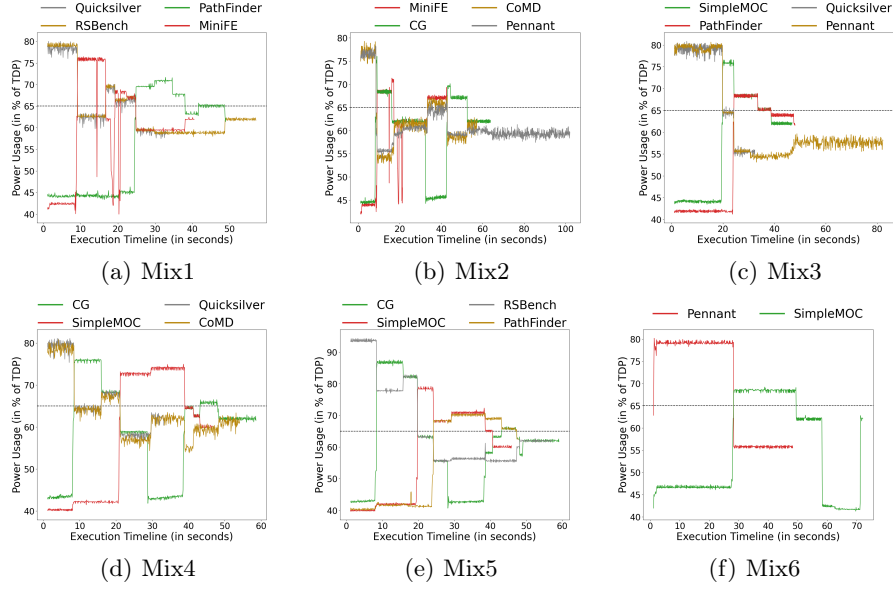 Quicksilver PathFinder
RSBench MiniFE
80
75
70
65
60
55
50
45
40
0 10 20 30 40 50
Power Usage (in % of TDP)
Execution Timeline (in seconds)
(a) Mix1
MiniFE CoMD
CG Pennant
80
75
70
65
60
55
50
45
0 20 40 60 80 100
Power Usage (in % of TDP)
Execution Timeline (in seconds)
(b) Mix2
SimpleMOC Quicksilver
PathFinder Pennant
80
75
70
65
60
55
50
45
40
0 20 40 60 80
Power Usage (in % of TDP)
Execution Timeline (in seconds)
(c) Mix3
CG Quicksilver
SimpleMOC CoMD
80
70
60
50
40
0 10 20 30 40 50 60
Power Usage (in % of TDP)
Execution Timeline (in seconds)
(d) Mix4
CG RSBench
SimpleMOC PathFinder
90
80
70
60
50
40
0 10 20 30 40 50 60
Power Usage (in % of TDP)
Execution Timeline (in seconds)
(e) Mix5
Pennant SimpleMOC
80
75
70
65
60
55
50
45
40
0 10 20 30 40 50 60 70
Power Usage (in % of TDP)
Execution Timeline (in seconds)
(f) Mix6